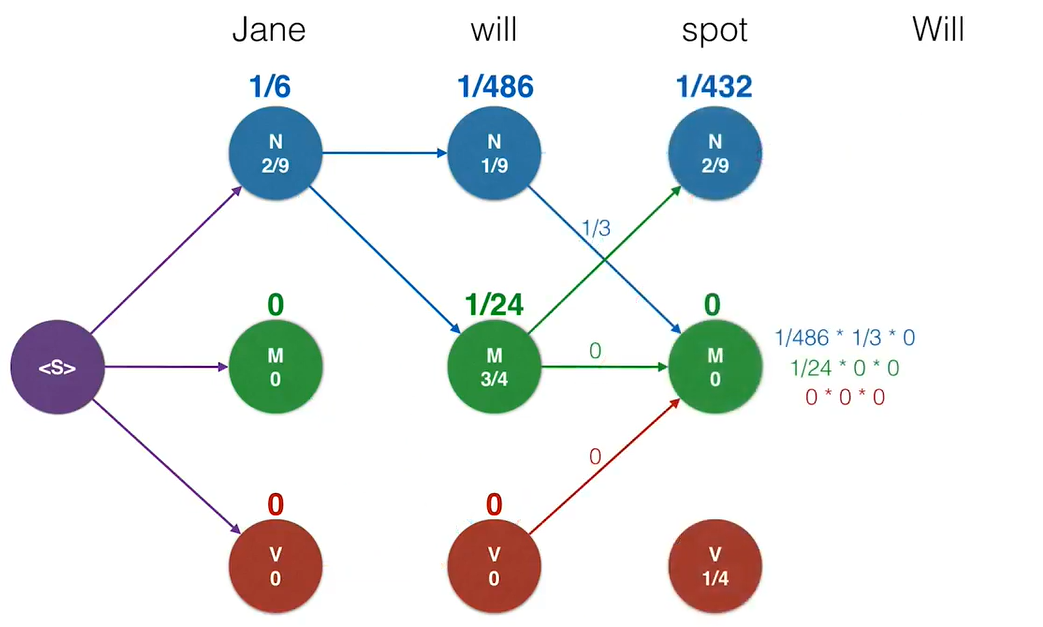 Jane will spot Will
1/6 1/486 1/432
N N N
2/9 1/9 2/9
1/3
0 1/24 0
1/486 * 1/3 * 0
<S> M M 0 M
0 3/4 0
1/24 * 0 * 0
0 * 0 * 0
0
0 0
V V V
0 0 1/4